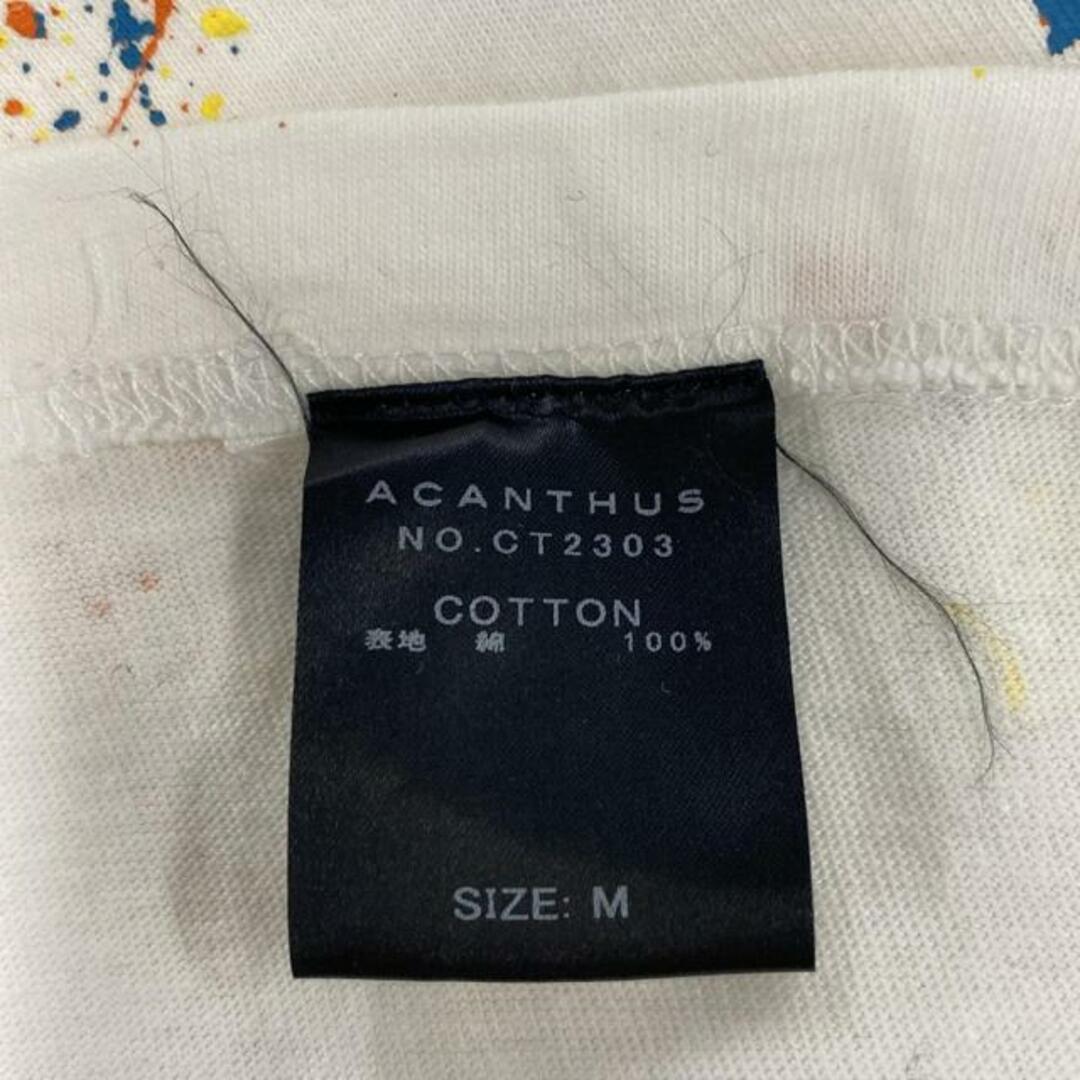 ACANTHUS
NO.CT2303
COTTON
表地 綿 100%
SIZE: M